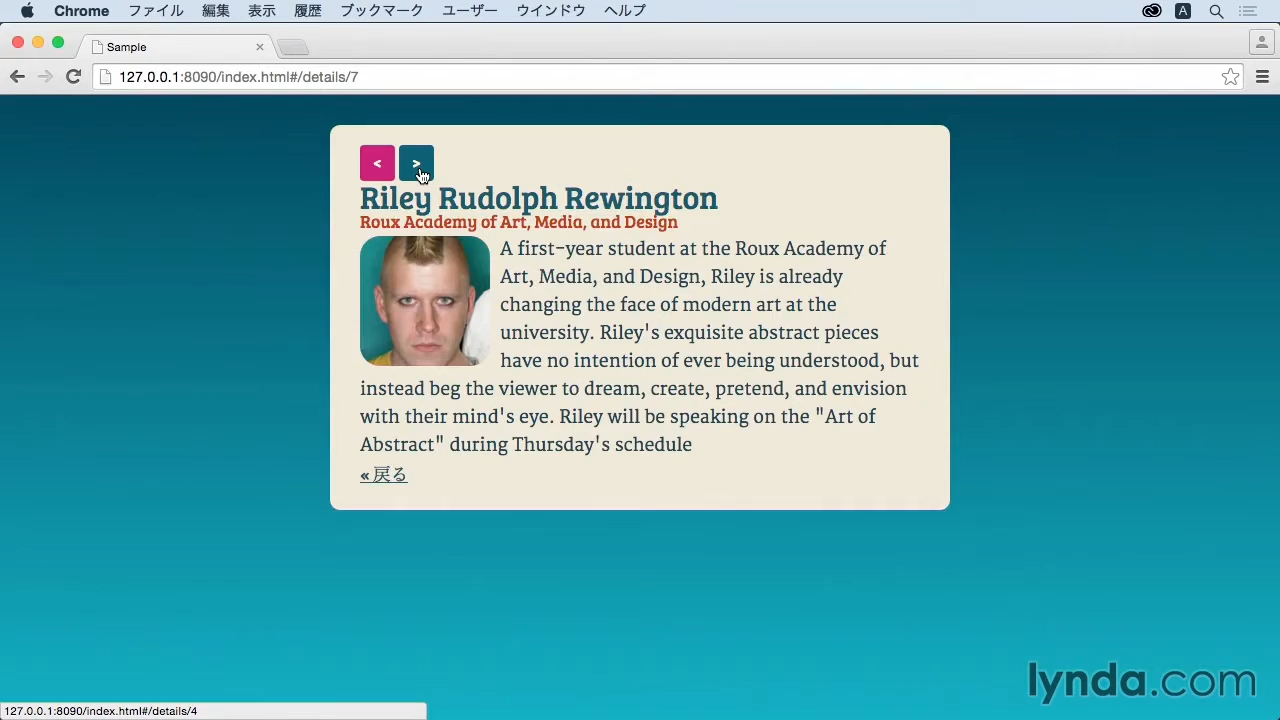 Chrome ファイル 編集 表示 履歴 ブックマーク ユーザー ウインドウ ヘルプ A
Sample
127.0.0.1:8090/index.html#/details/7
< >
Riley Rudolph Rewington
Roux Academy of Art, Media, and Design
A first-year student at the Roux Academy of
Art, Media, and Design, Riley is already
changing the face of modern art at the
university. Riley's exquisite abstract pieces
have no intention of ever being understood, but
instead beg the viewer to dream, create, pretend, and envision
with their mind's eye. Riley will be speaking on the "Art of
Abstract" during Thursday's schedule
« 戻る
lynda.com
127.0.0.1:8090/index.html#/details/4